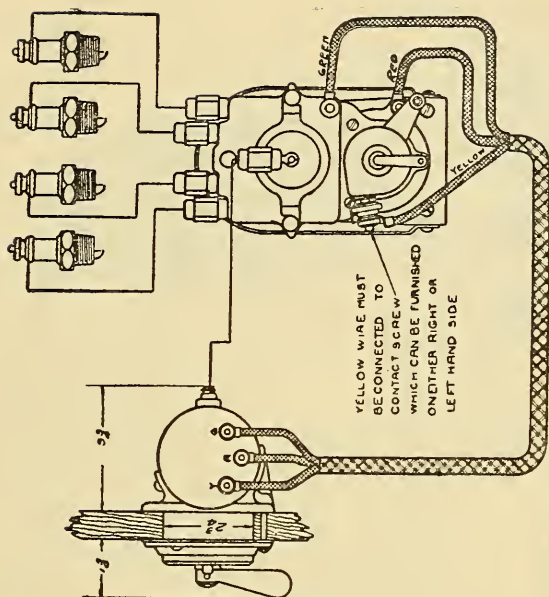 GREEN
RED
YELLOW
YELLOW WIRE MUST
BE CONNECTED TO
CONTACT SCREW
WHICH CAN BE FURNISHED
ON EITHER RIGHT OR
LEFT HAND SIDE
G
R
Y